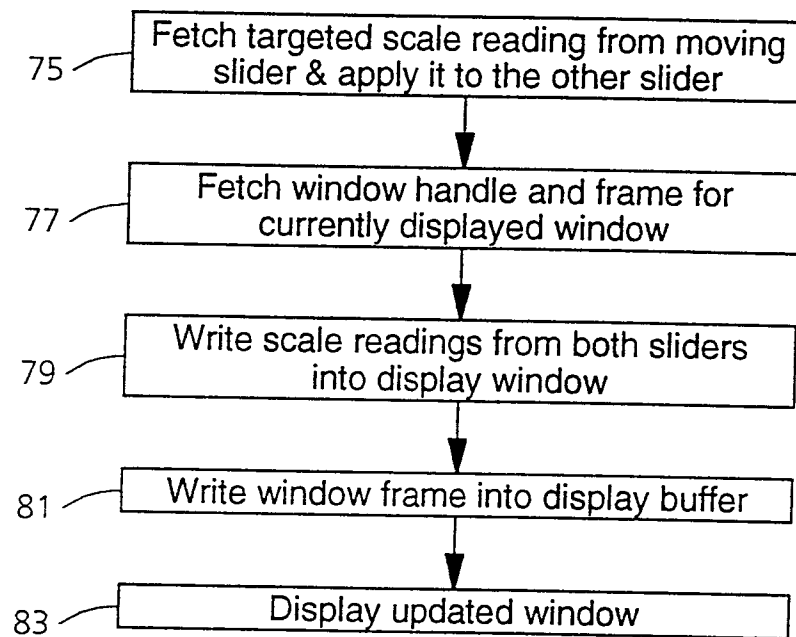 Fetch targeted scale reading from moving
75
slider & apply it to the other slider
Fetch window handle and frame for
77
currently displayed window
Write scale readings from both sliders
79
into display window
81
Write window frame into display buffer
Display updated window
83